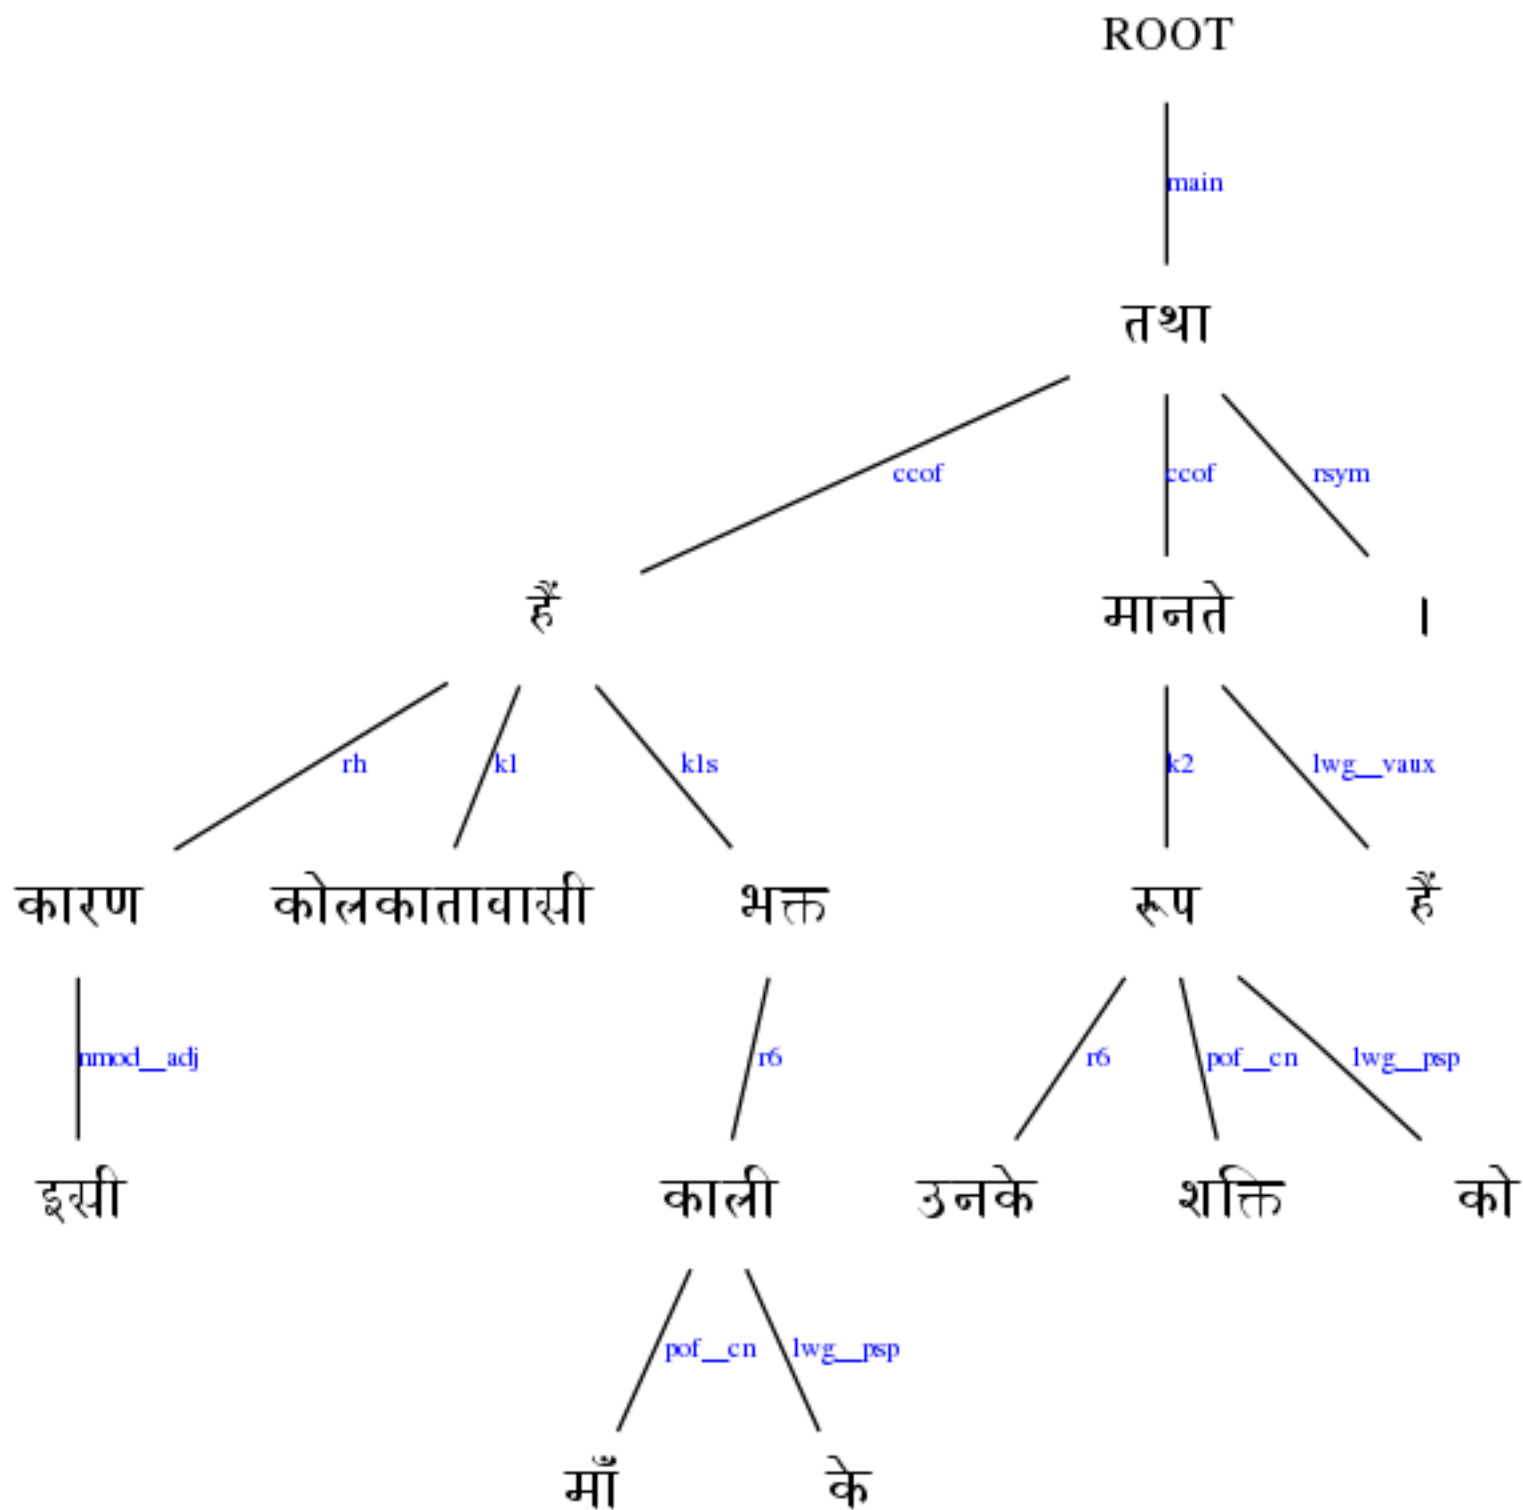 ROOT
main
तथा
ccof ccof rsym
हैं मानते ।
rh k1 k1s k2 lwg__vaux
कारण कोलकातावासी भक्त रूप हैं
nmod__adj r6 r6 pof__cn lwg__psp
इसी काली उनके शक्ति को
pof__cn lwg__psp
माँ के